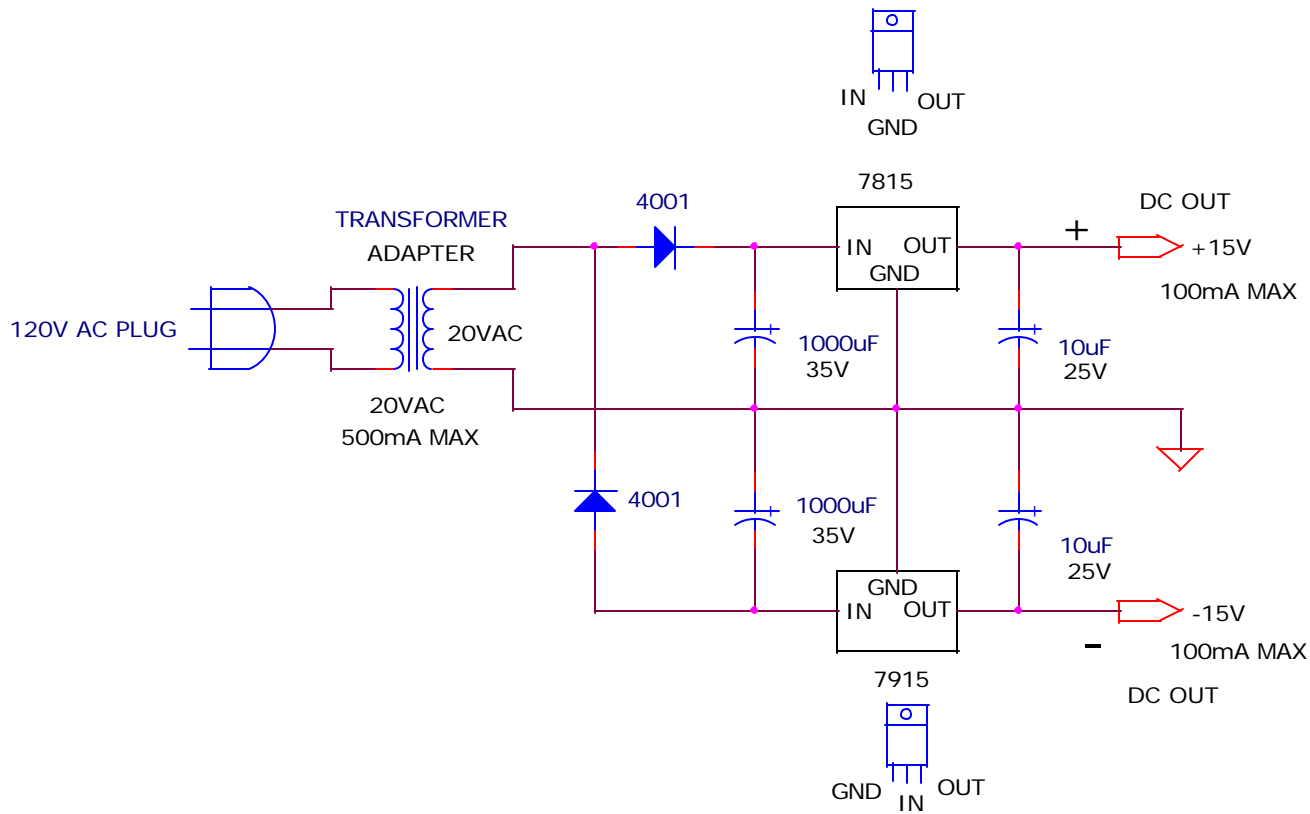 IN
OUT
GND
7815
4001
DC OUT
TRANSFORMER
ADAPTER
+
IN
OUT
GND
+15V
100mA MAX
120V AC PLUG
20VAC
+
1000uF
35V
+
10uF
25V
20VAC
500mA MAX
4001
+
1000uF
35V
+
10uF
25V
GND
IN
OUT
-15V
-
100mA MAX
7915
DC OUT
GND
IN
OUT